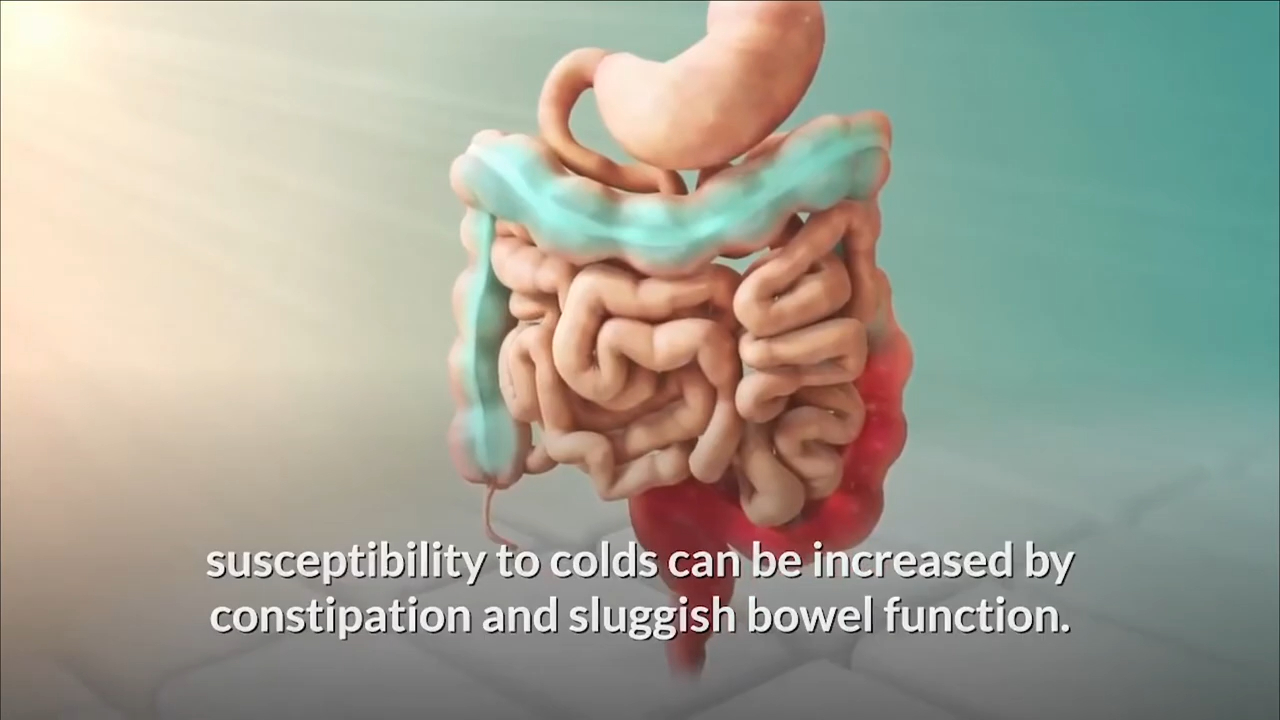 susceptibility to colds can be increased by
constipation and sluggish bowel function.